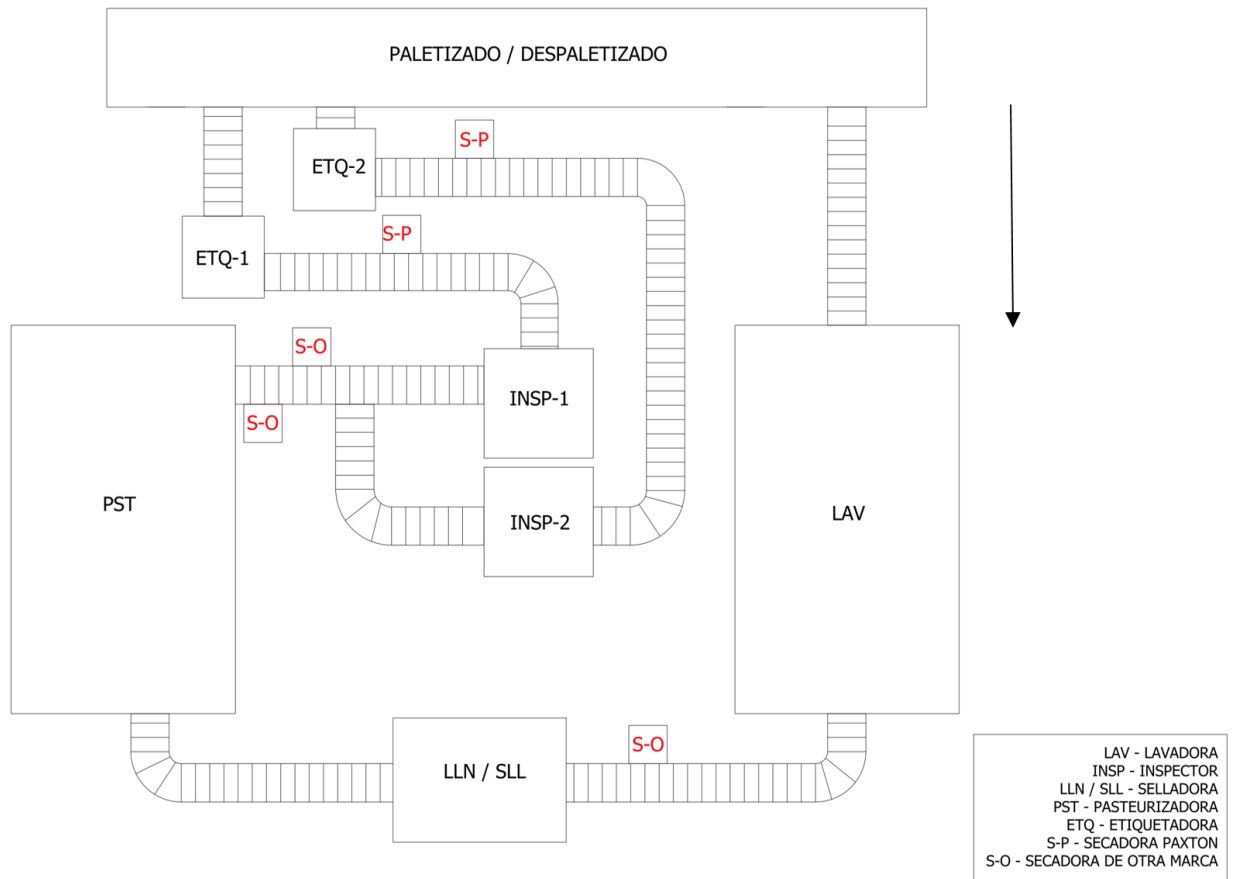 PALETIZADO / DESPALETIZADO
S-P
ETQ-2
S-P
ETQ-1
S-O
INSP-1
S-O
PST
INSP-2
LAV
S-O
LLN / SLL
LAV - LAVADORA
INSP - INSPECTOR
LLN / SLL - SELLADORA
PST - PASTEURIZADORA
ETQ - ETIQUETADORA
S-P - SECADORA PAXTON
S-O - SECADORA DE OTRA MARCA